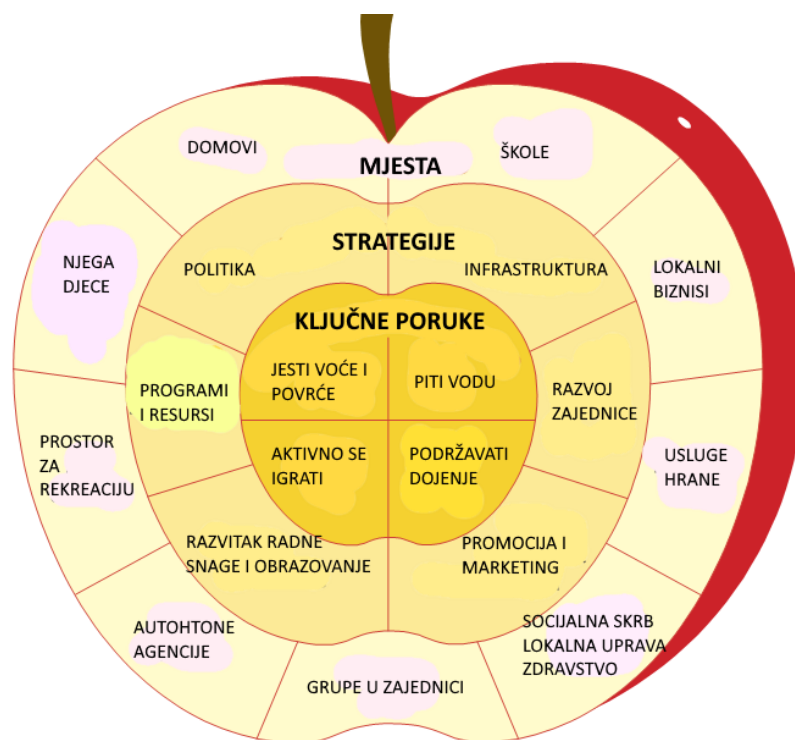 DOMOVI
ŠKOLE
MJESTA
NJEGA
DJECE
LOKALNI
BIZNISI
PROSTOR
ZA
REKREACIJU
USLUGE
HRANE
AUTOHTONE
AGENCIJE
GRUPE U ZAJEDNICI
SOCIJALNA SKRB
LOKALNA UPRAVA
ZDRAVSTVO
STRATEGIJE
POLITIKA
INFRASTRUKTURA
PROGRAMI
I RESURSI
RAZVOJ
ZAJEDNICE
RAZVITAK RADNE
SNAGE I OBRAZOVANJE
PROMOCIJA I
MARKETING
KLJUČNE PORUKE
JESTI VOĆE I
POVRĆE
PITI VODU
AKTIVNO SE
IGRATI
PODRŽAVATI
DOJENJE